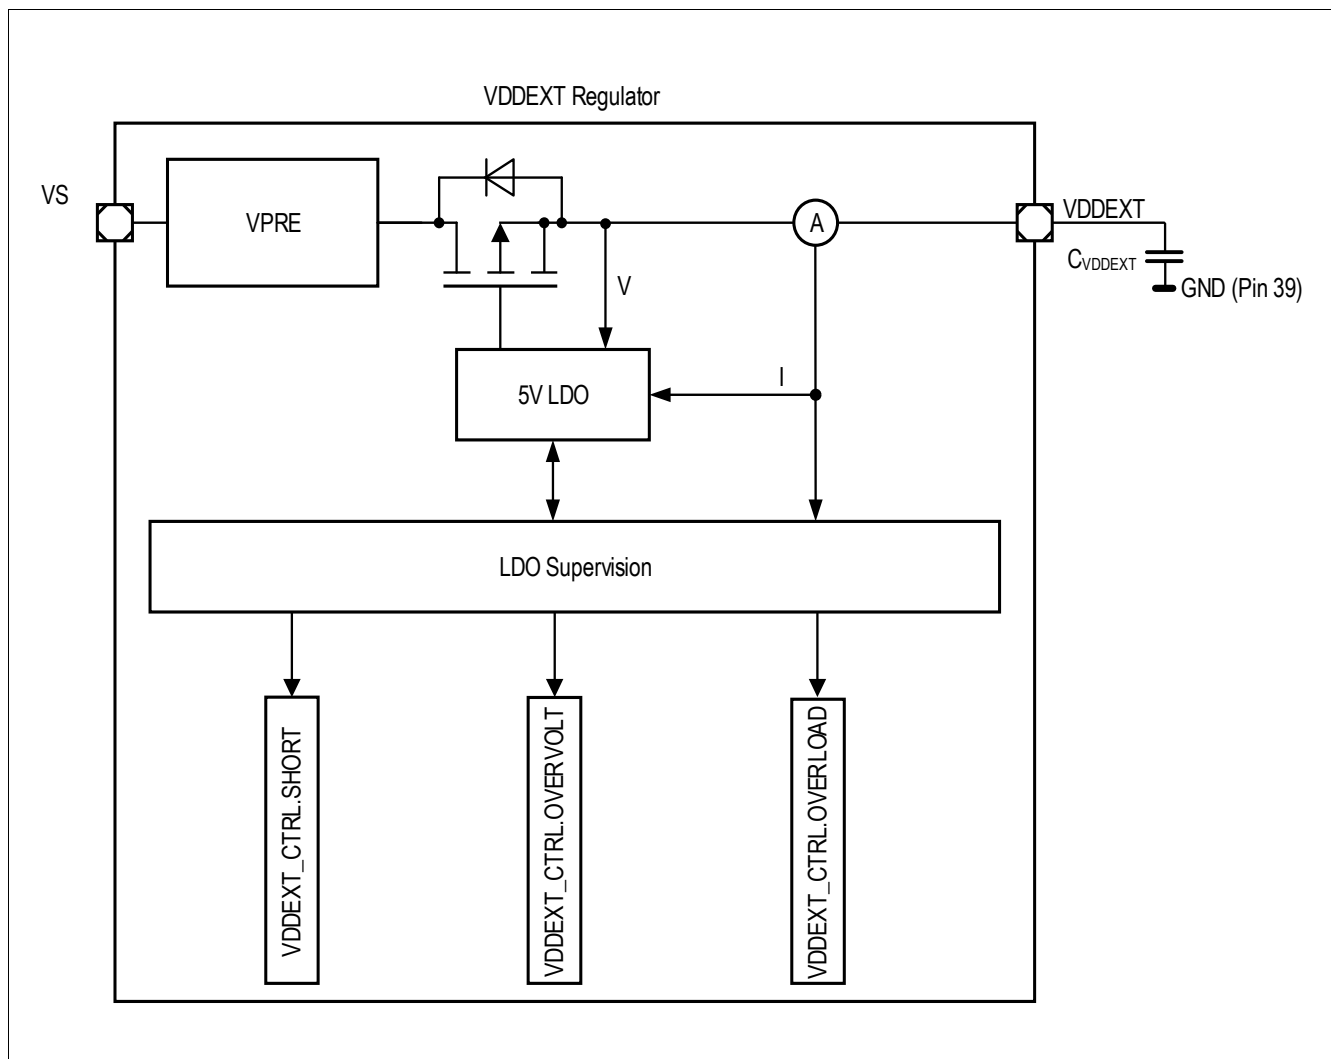 VDDEXT Regulator
VS
VPRE
A
VDDEXT
CVDDEXT
GND (Pin 39)
V
I
5V LDO
LDO Supervision
VDDEXT_CTRL.SHORT
VDDEXT_CTRL.OVERVOLT
VDDEXT_CTRL.OVERLOAD